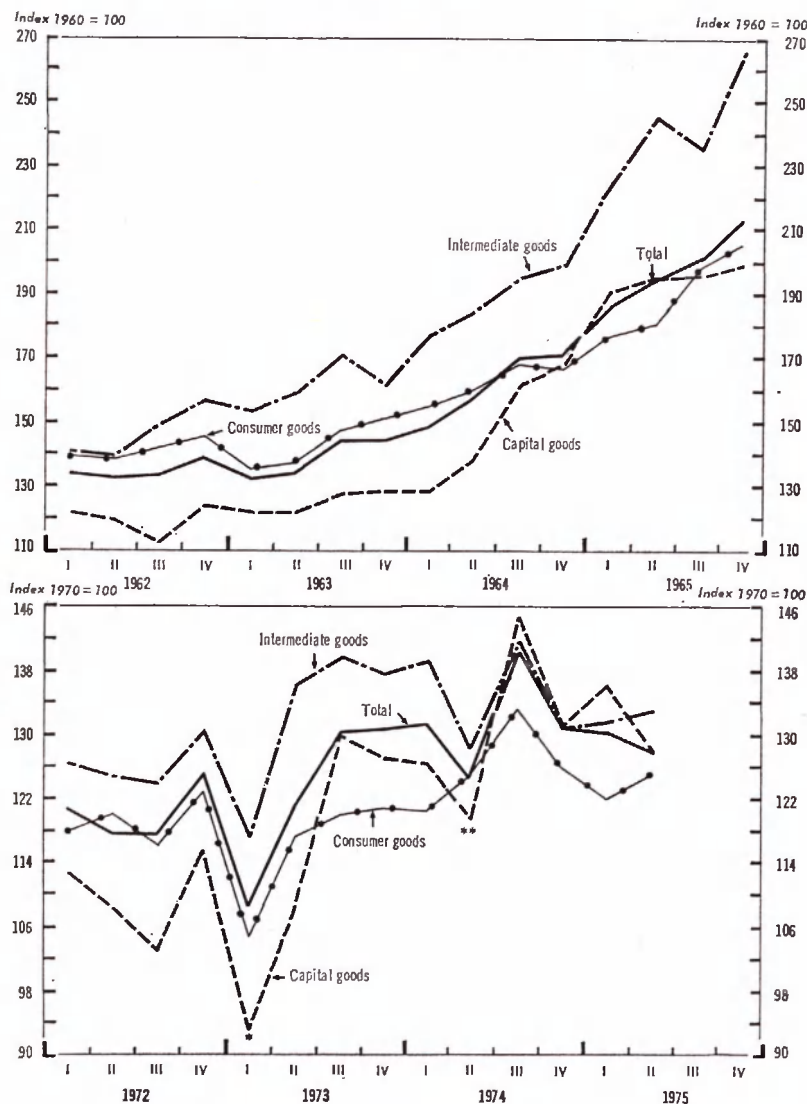 Index 1960 = 100 Index 1960 = 100
270 270
250 250
230 230
210 210
Intermediate goods Total
190 190
170 170
Consumer goods
150 150
Capital goods
130 130
110 110
I II III IV I II III IV I II III IV I II III IV
1962 1963 1964 1965
Index 1970 = 100 Index 1970 = 100
146 146
Intermediate goods
138 138
Total
130 130
122 122
**
Consumer goods
114 114
106 106
Capital goods
98 98
*
90 90
I II III IV I II III IV I II III IV I II III IV
1972 1973 1974 1975